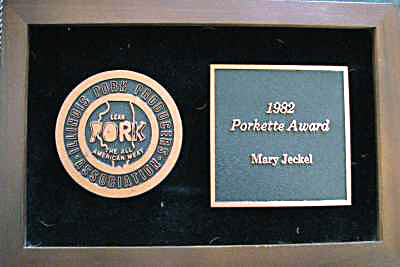 ILLINOIS PORK PRODUCERS
ASSOCIATION
LEAN
PORK
THE ALL
AMERICAN MEAT
1982
Porkette Award
Mary Jeckel